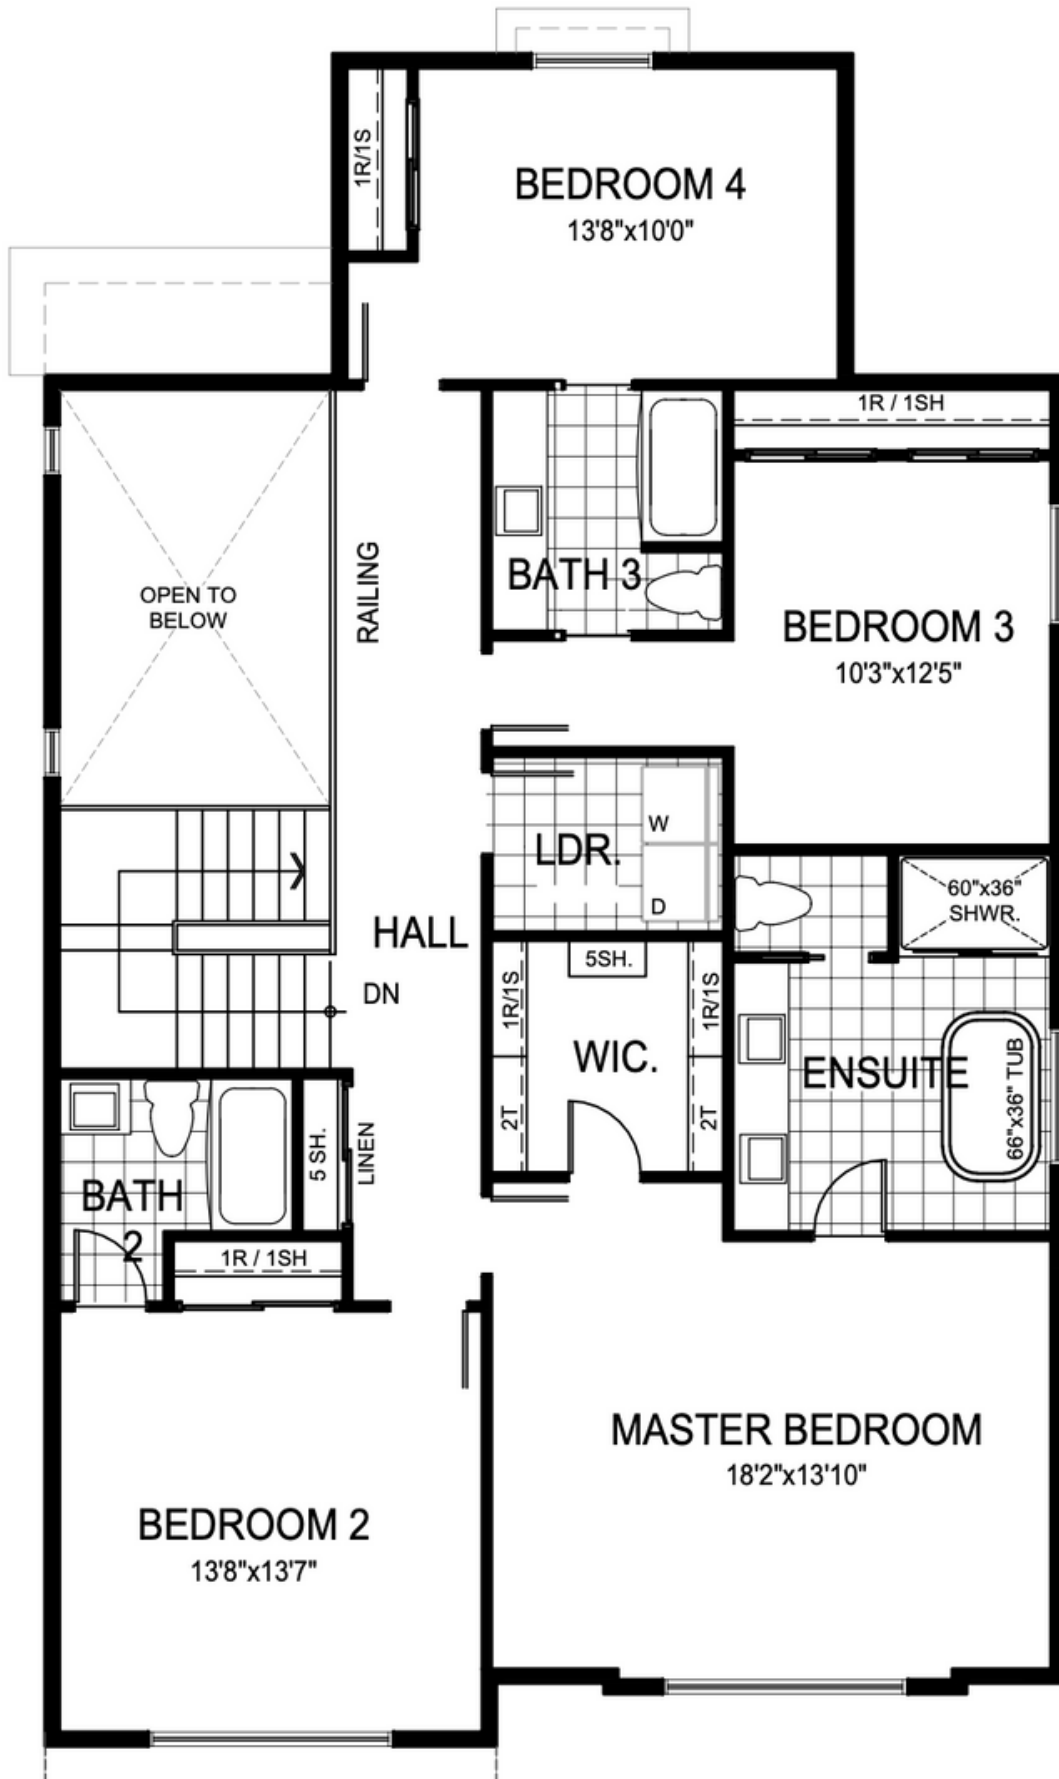 1R/1S
BEDROOM 4
13'8"x10'0"
1R / 1SH
OPEN TO
BELOW
RAILING
BATH 3
BEDROOM 3
10'3"x12'5"
W
LDR.
D
60"x36"
SHWR.
HALL
DN
5SH.
1R/1S
1R/1S
WIC.
2T
2T
ENSUITE
66"x36" TUB
5 SH.
LINEN
BATH
2
1R / 1SH
MASTER BEDROOM
18'2"x13'10"
BEDROOM 2
13'8"x13'7"